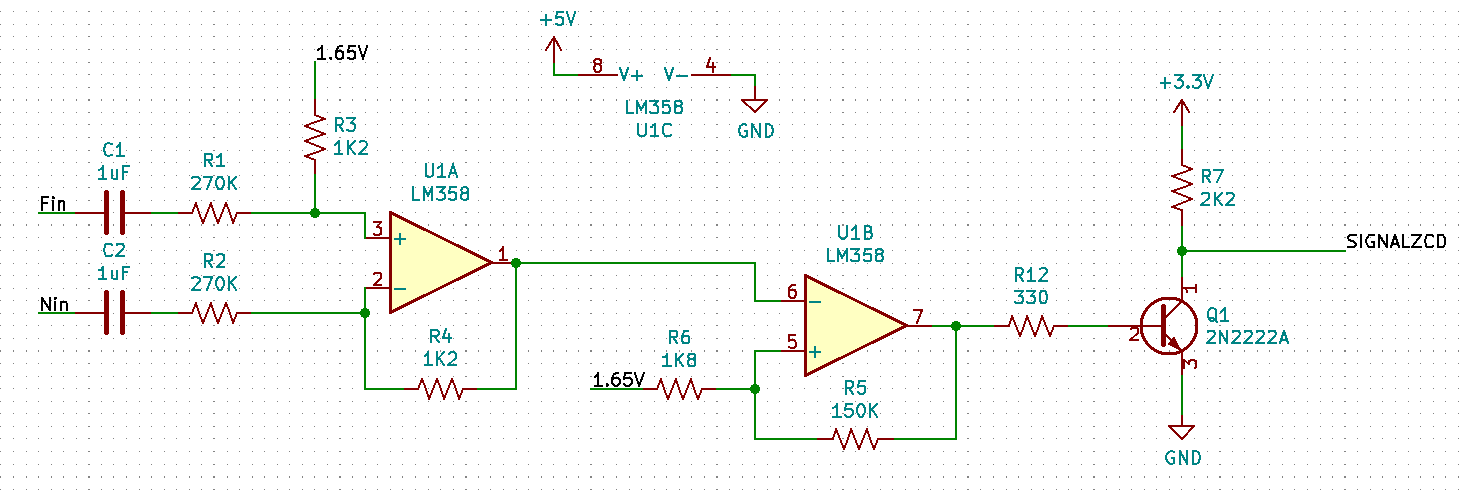 +5V
1.65V
8 V+ V- 4
LM358
U1C
GND
+3.3V
C1
1uF
R1
270K
R3
1K2
U1A
LM358
R7
2K2
Fin
3
+
C2
1uF
R2
270K
2
-
1
Nin
R4
1K2
U1B
LM358
SIGNALZCD
6
-
5
+
7
R12
330
1
2
3
Q1
2N2222A
R6
1K8
1.65V
R5
150K
GND